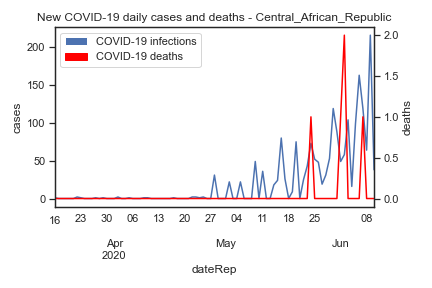 New COVID-19 daily cases and deaths - Central_African_Republic
COVID-19 infections
COVID-19 deaths
200
150
100
50
0
cases
2.0
1.5
1.0
0.5
0.0
deaths
16 23 30 06 13 20 27 04 11 18 25 08
Apr May Jun
2020
dateRep